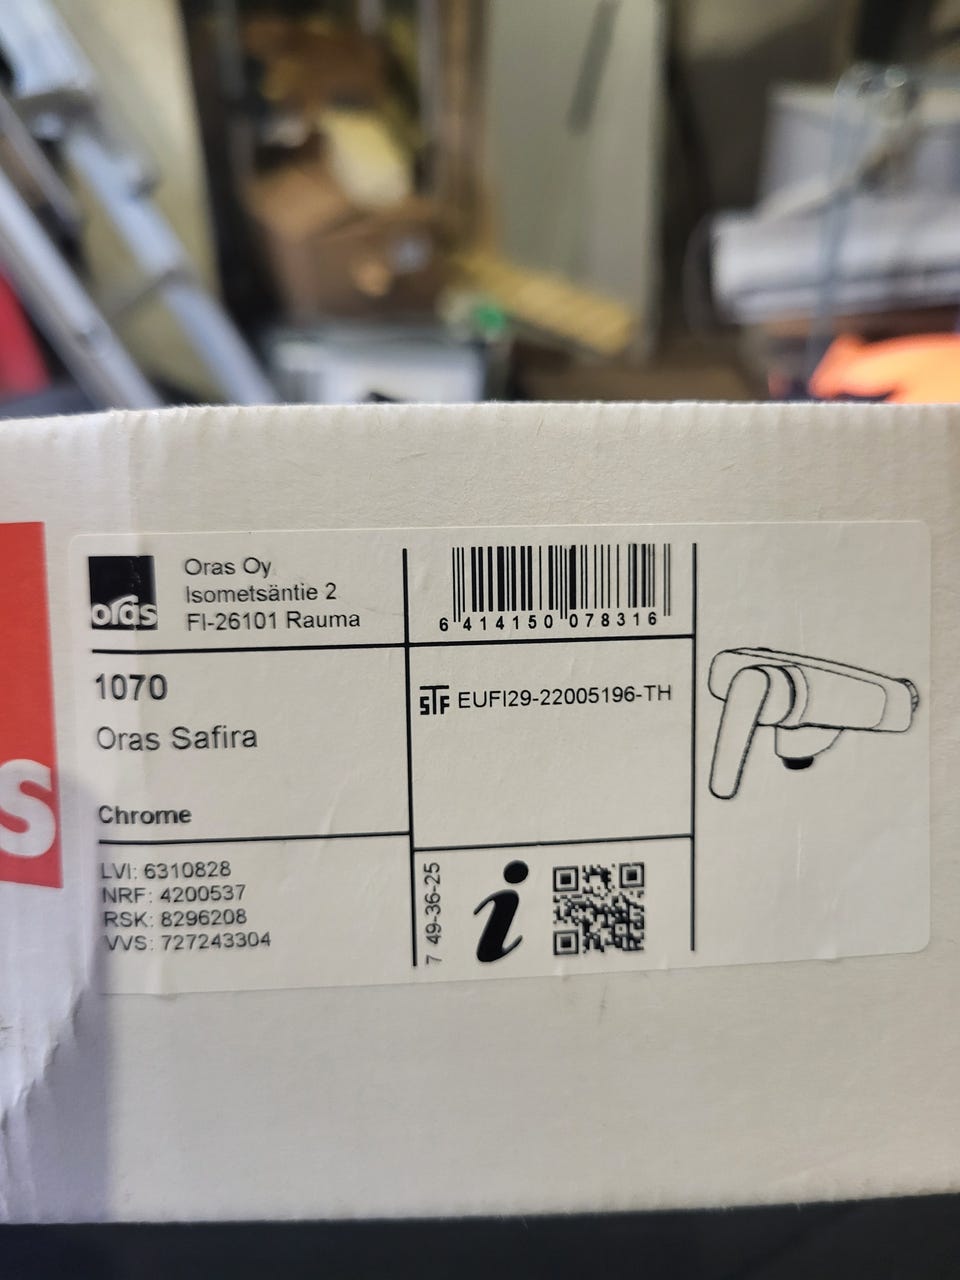 oras
Oras Oy
Isometsäntie 2
FI-26101 Rauma
6 414150 078316
1070
Oras Safira
Chrome
STF EUFI29-22005196-TH
LVI: 6310828
NRF: 4200537
RSK: 8296208
VVS: 727243304
7 49-36-25
i
s